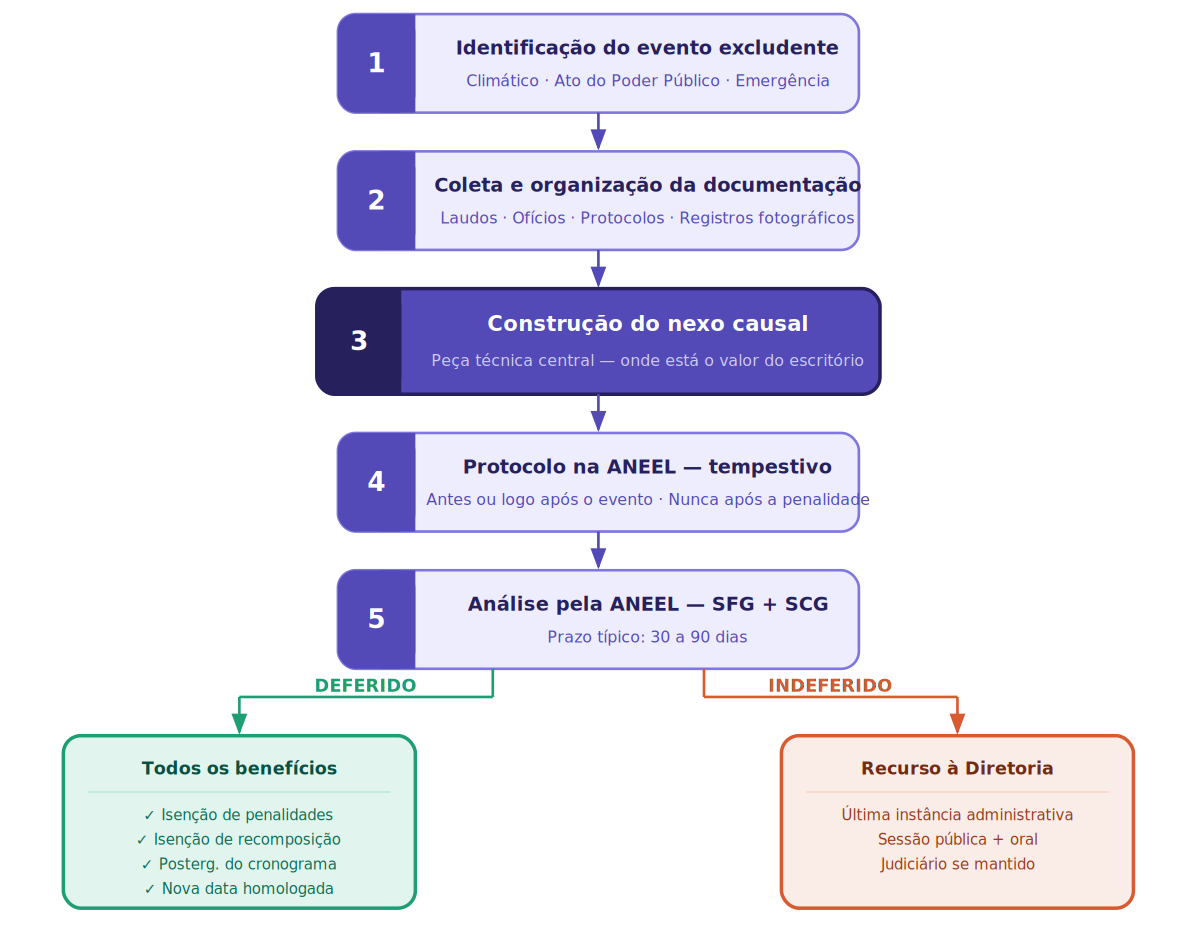 1
Identificação do evento excludente
Climático · Ato do Poder Público · Emergência
2
Coleta e organização da documentação
Laudos · Ofícios · Protocolos · Registros fotográficos
3
Construção do nexo causal
Peça técnica central — onde está o valor do escritório
4
Protocolo na ANEEL — tempestivo
Antes ou logo após o evento · Nunca após a penalidade
5
Análise pela ANEEL — SFG + SCG
Prazo típico: 30 a 90 dias
DEFERIDO
INDEFERIDO
Todos os benefícios
✓ Isenção de penalidades
✓ Isenção de recomposição
✓ Posterg. do cronograma
✓ Nova data homologada
Recurso à Diretoria
Última instância administrativa
Sessão pública + oral
Judiciário se mantido